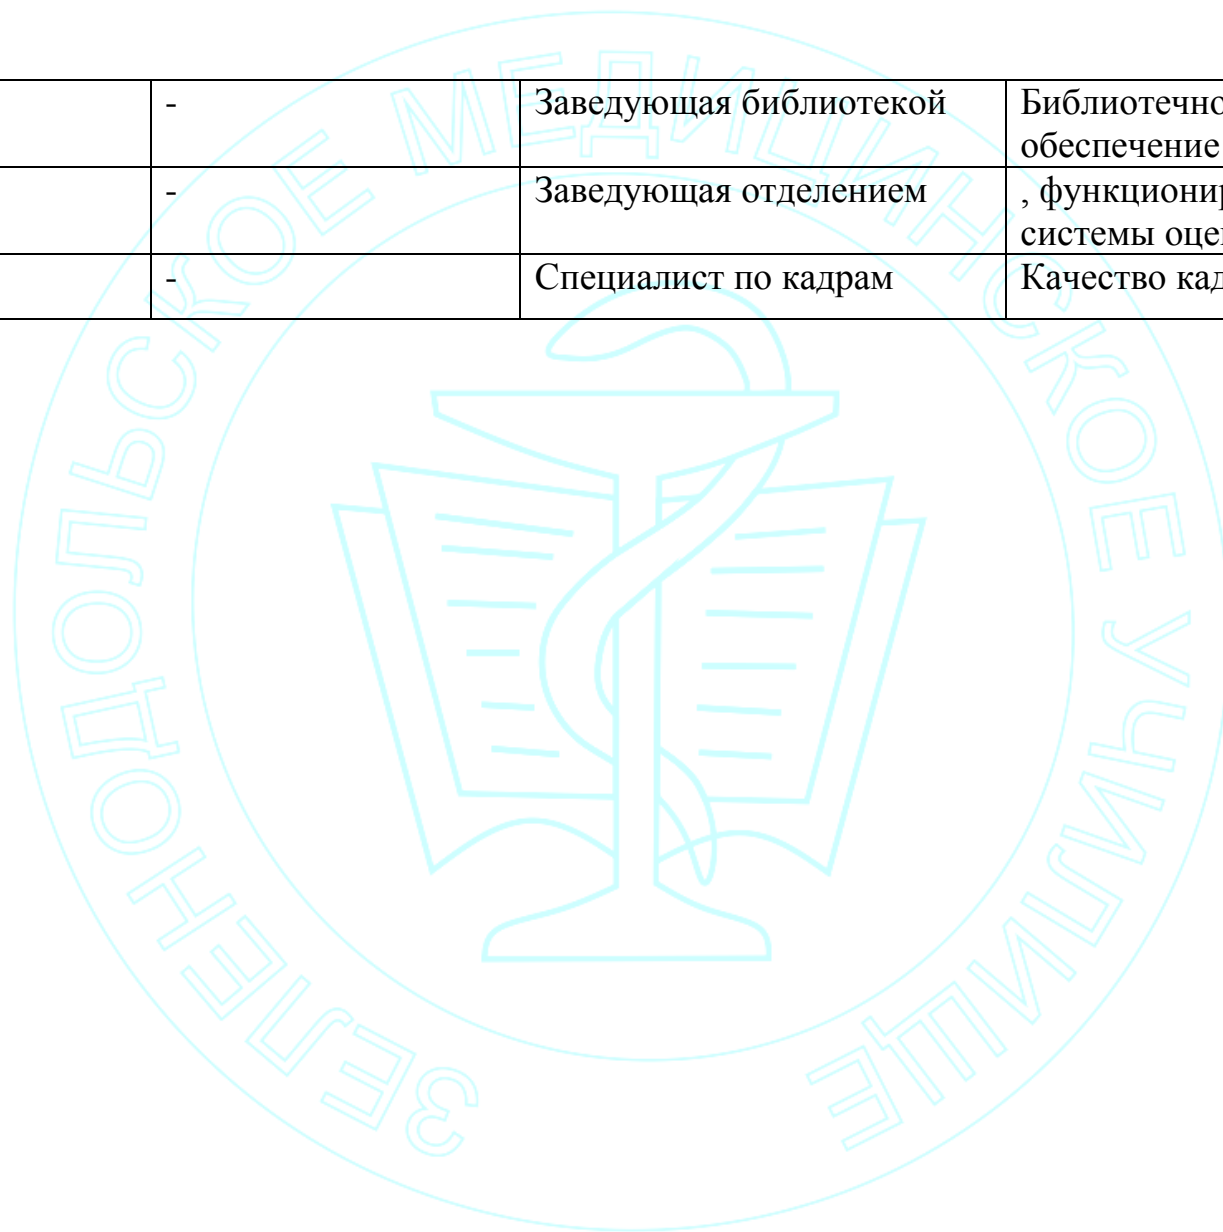 - Заведующая библиотекой Библиотечно
обеспечение
- Заведующая отделением , функционир
системы оце
- Специалист по кадрам Качество кад
ЗЕЛЕНОДОЛЬСКОЕ МЕДИЦИНСКОЕ УЧИЛИЩЕ